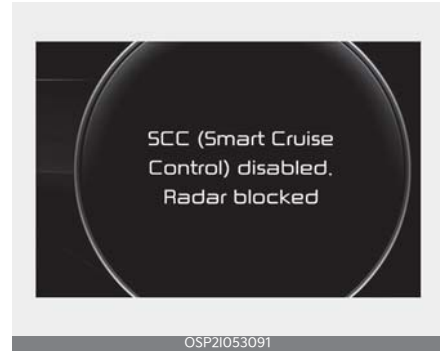 SCC (Smart Cruise
Control) disabled,
Radar blocked
OSP2I053091